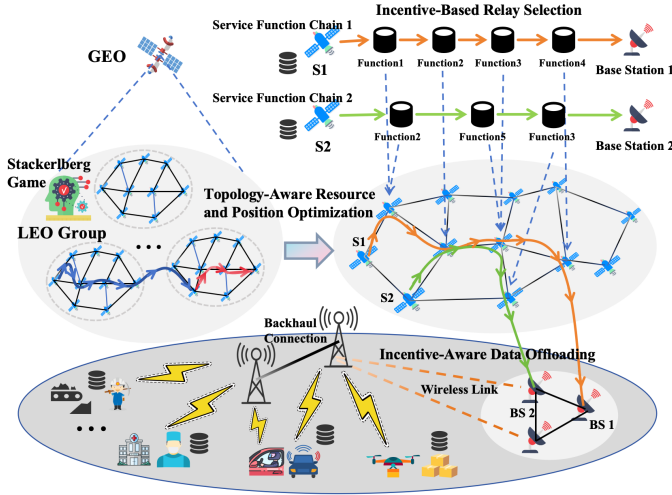 Incentive-Based Relay Selection
Service Function Chain 1
S1
Function1
Function2
Function3
Function4
Base Station 1
GEO
Service Function Chain 2
S2
Function2
Function5
Function3
Base Station 2
Stackerlberg
Game
LEO Group
Topology-Aware Resource
and Position Optimization
S1
S2
Backhaul
Connection
Incentive-Aware Data Offloading
Wireless Link
BS 2
BS 1